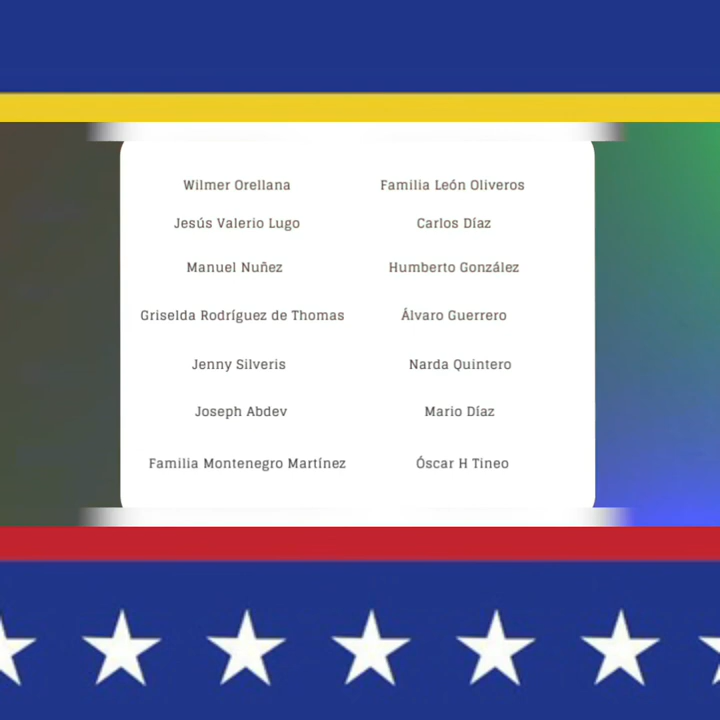 Wilmer Orellana
Familia León Oliveros
Jesús Valerio Lugo
Carlos Díaz
Manuel Nuñez
Humberto González
Griselda Rodríguez de Thomas
Álvaro Guerrero
Jenny Silveris
Narda Quintero
Joseph Abdev
Mario Díaz
Familia Montenegro Martínez
Óscar H Tineo